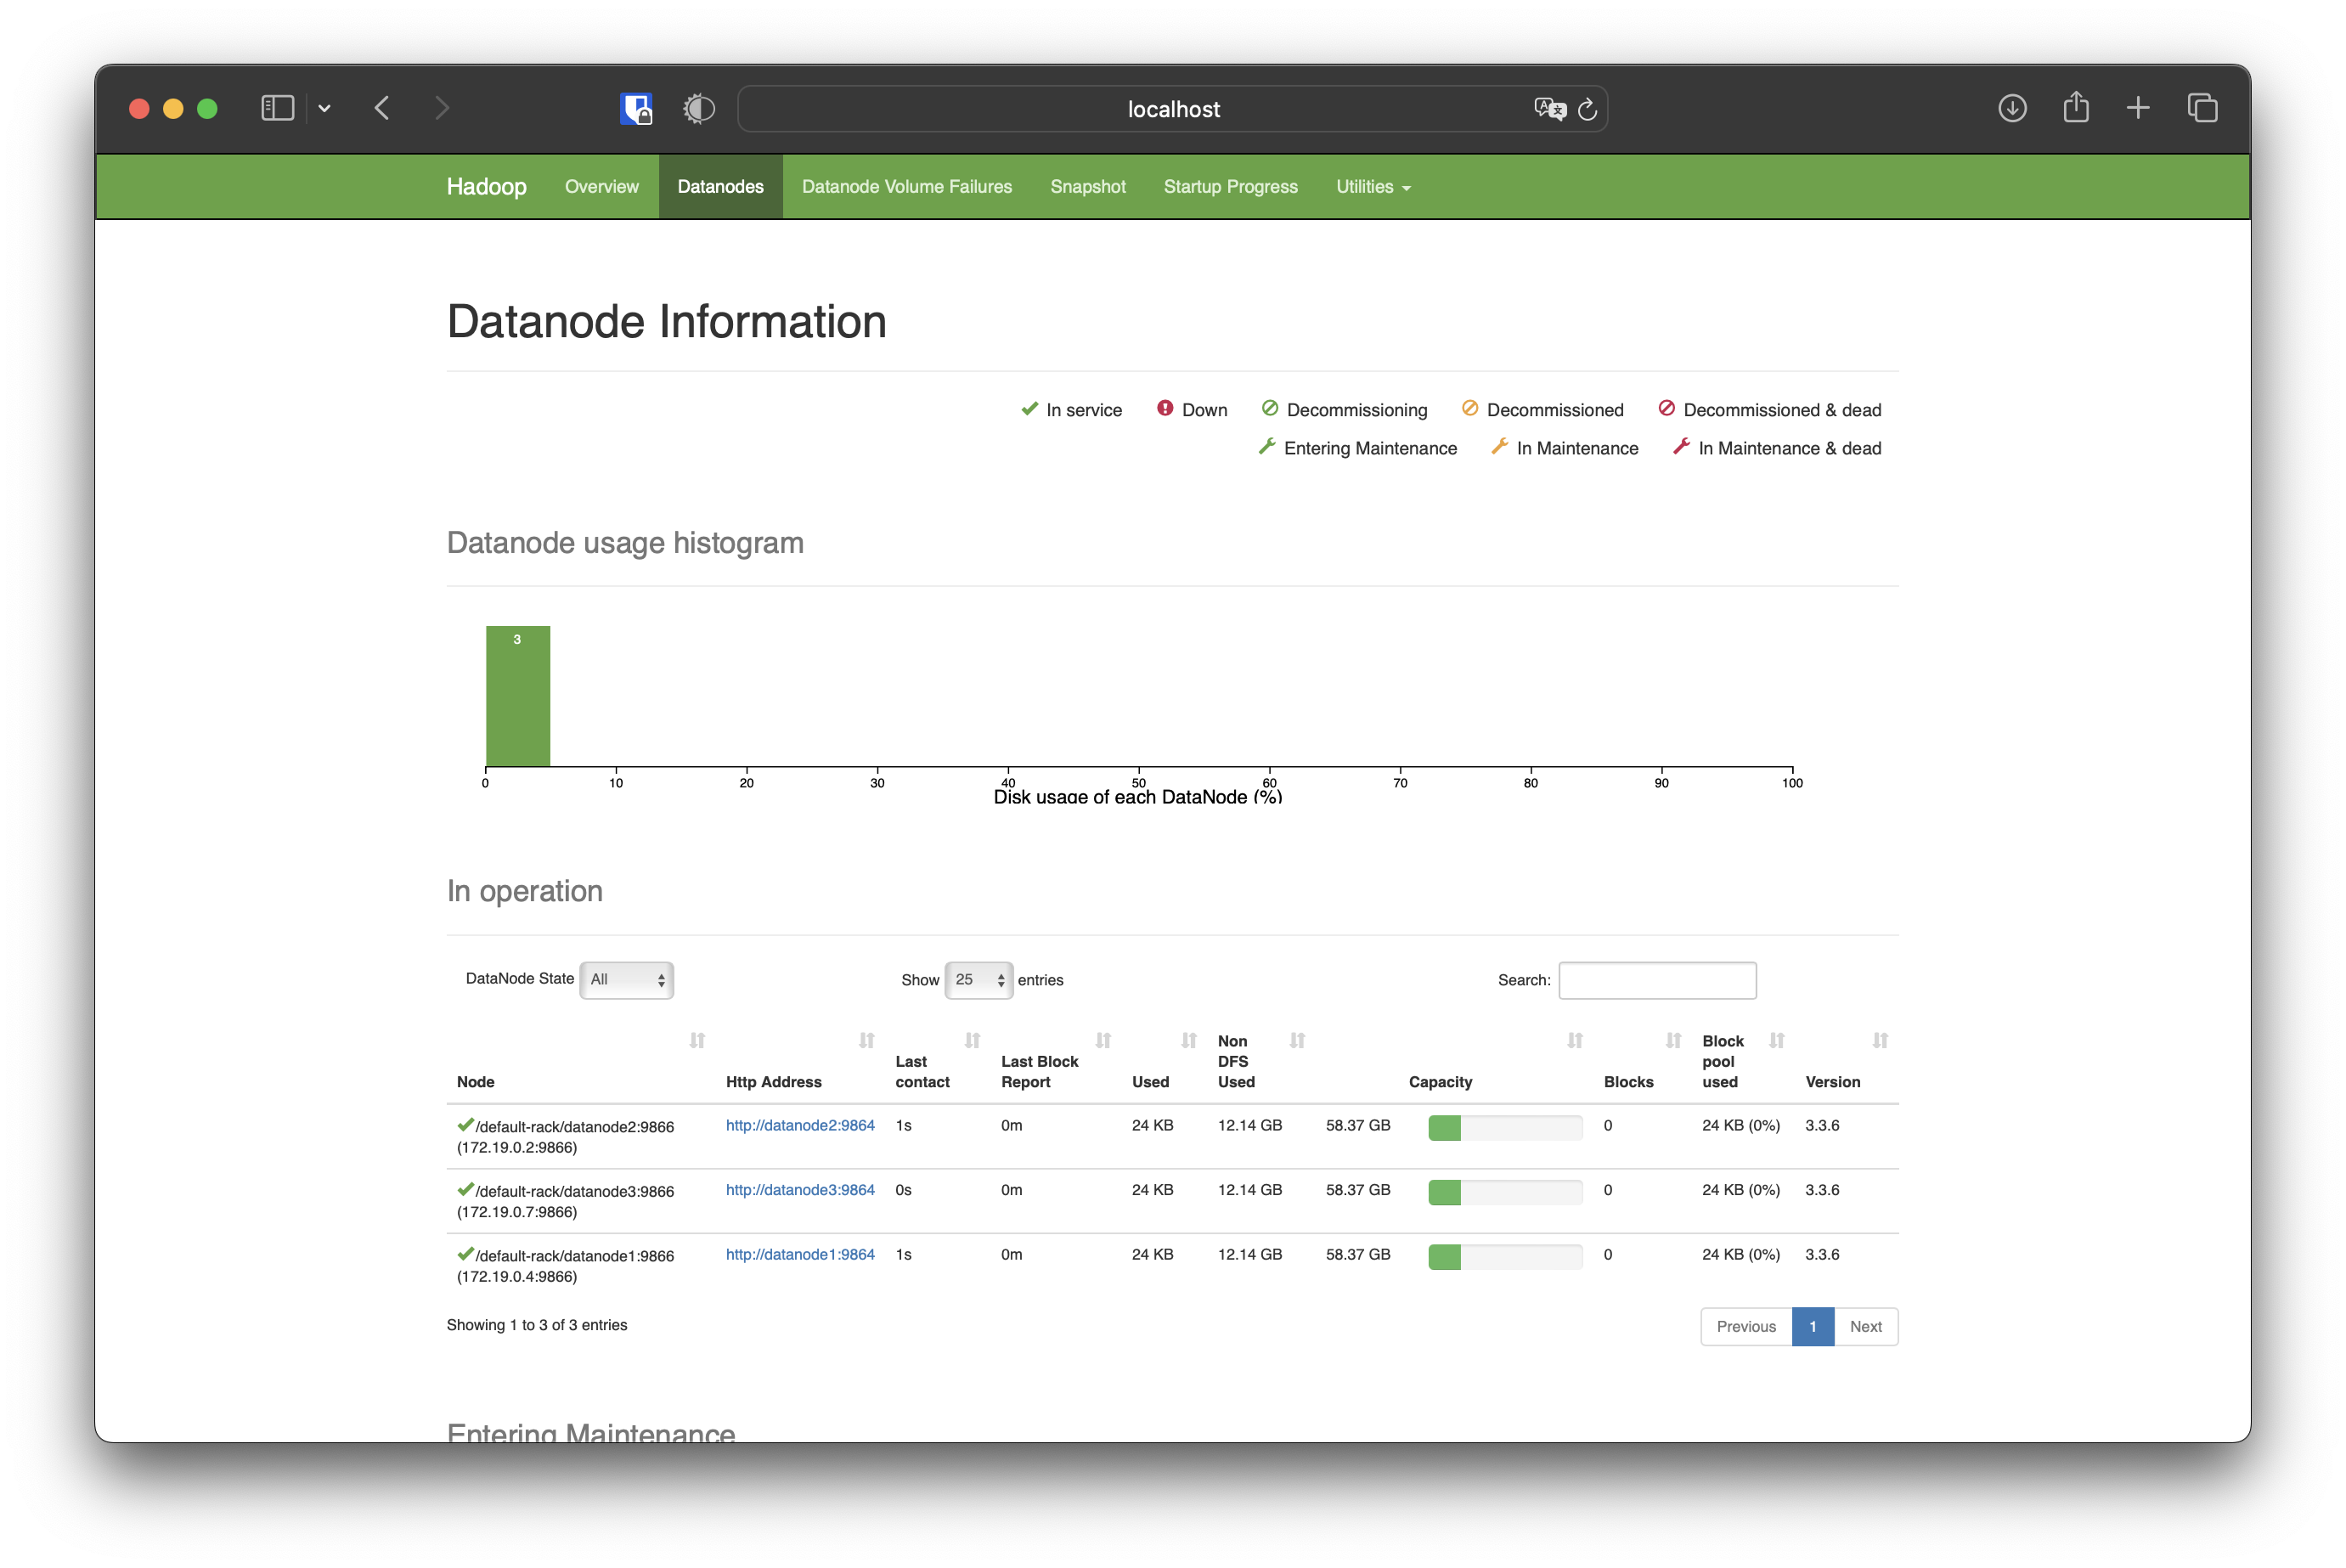 localhost
Hadoop Overview Datanodes Datanode Volume Failures Snapshot Startup Progress Utilities
Datanode Information
In service Down Decommissioning Decommissioned Decommissioned & dead
Entering Maintenance In Maintenance In Maintenance & dead
Datanode usage histogram
3
0 10 20 30 40 50 60 70 80 90 100
Disk usage of each DataNode (%)
In operation
DataNode State All Show 25 entries Search:
Node Http Address Last contact Last Block Report Used Non DFS Used Capacity Blocks Block pool used Version
/default-rack/datanode2:9866 http://datanode2:9864 1s 0m 24 KB 12.14 GB 58.37 GB 0 24 KB (0%) 3.3.6
(172.19.0.2:9866)
/default-rack/datanode3:9866 http://datanode3:9864 0s 0m 24 KB 12.14 GB 58.37 GB 0 24 KB (0%) 3.3.6
(172.19.0.7:9866)
/default-rack/datanode1:9866 http://datanode1:9864 1s 0m 24 KB 12.14 GB 58.37 GB 0 24 KB (0%) 3.3.6
(172.19.0.4:9866)
Showing 1 to 3 of 3 entries Previous 1 Next
Entering Maintenance